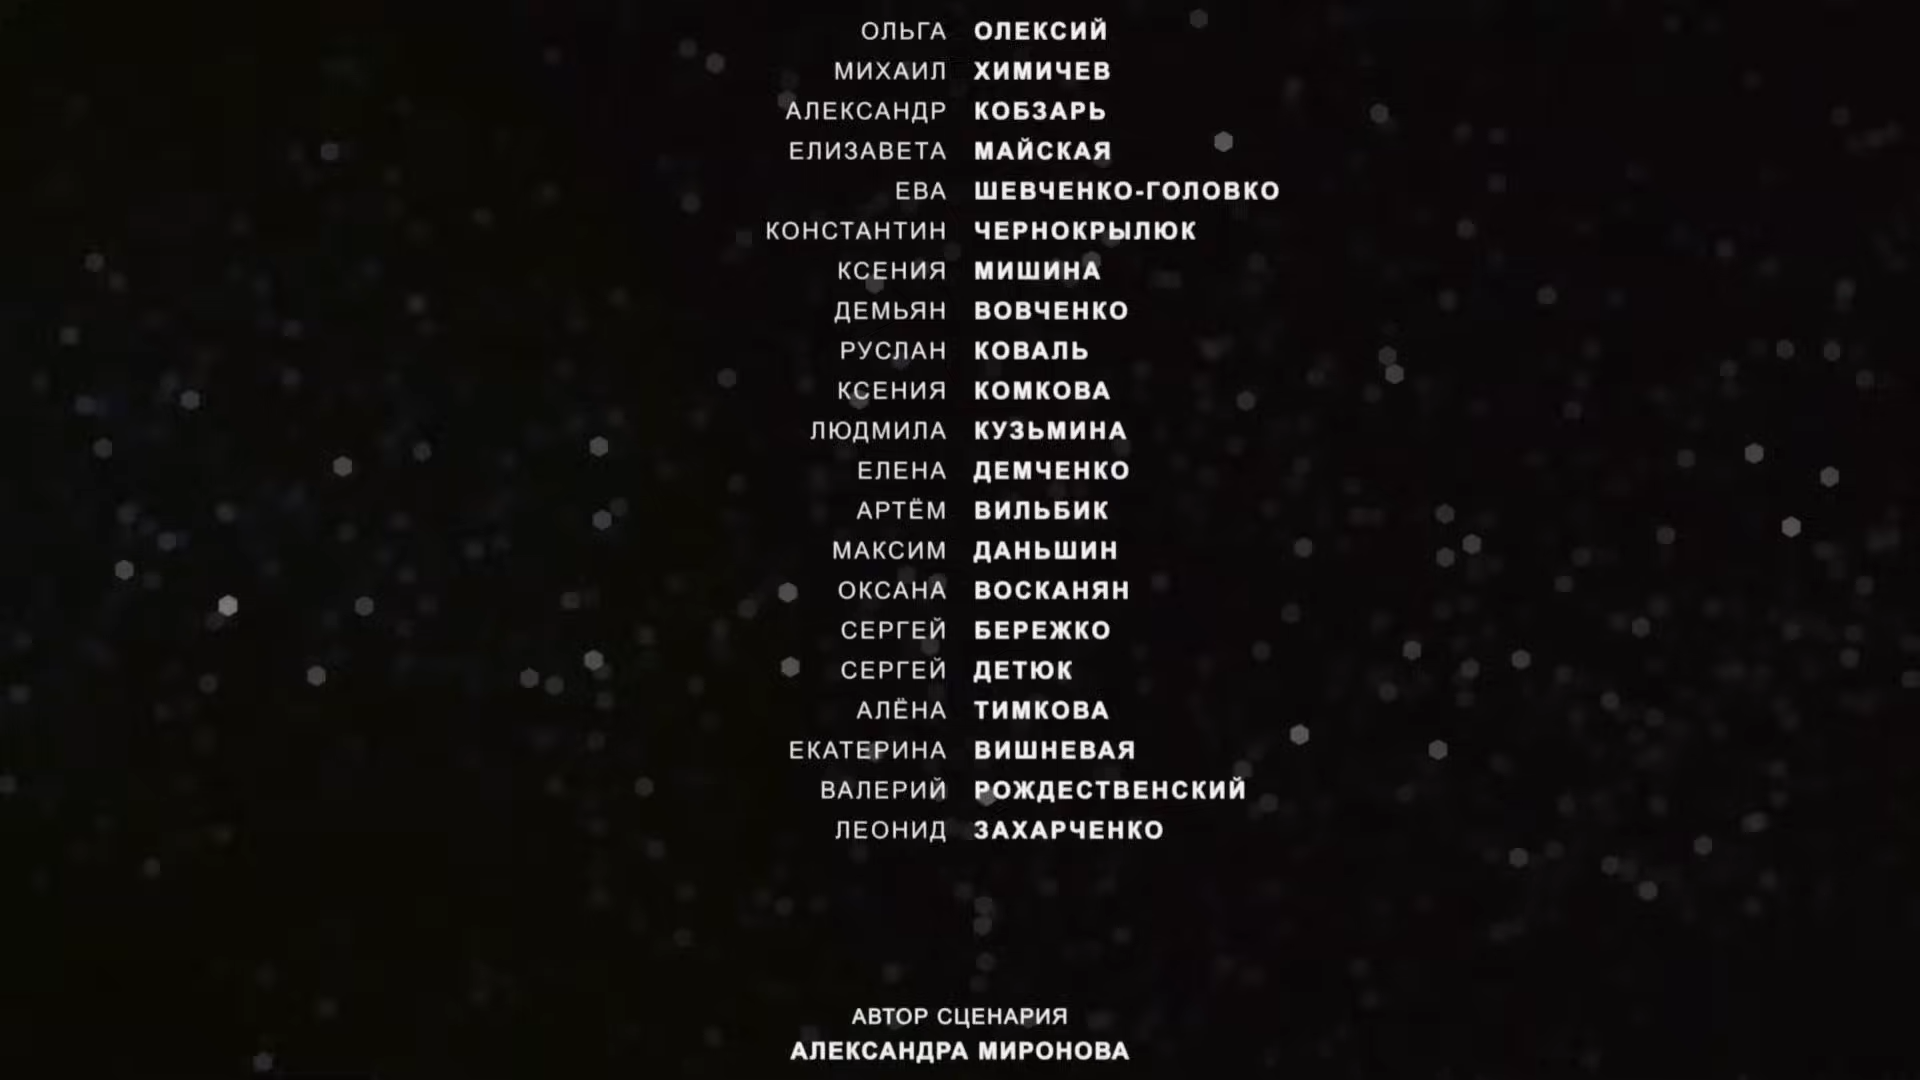 ОЛЬГА ОЛЕКСИЙ
МИХАИЛ ХИМИЧЕВ
АЛЕКСАНДР КОБЗАРЬ
ЕЛИЗАВЕТА МАЙСКАЯ
ЕВА ШЕВЧЕНКО-ГОЛОВКО
КОНСТАНТИН ЧЕРНОКРЫЛЮК
КСЕНИЯ МИШИНА
ДЕМЬЯН ВОВЧЕНКО
РУСЛАН КОВАЛЬ
КСЕНИЯ КОМКОВА
ЛЮДМИЛА КУЗЬМИНА
ЕЛЕНА ДЕМЧЕНКО
АРТЁМ ВИЛЬБИК
МАКСИМ ДАНЬШИН
ОКСАНА ВОСКАНЯН
СЕРГЕЙ БЕРЕЖКО
СЕРГЕЙ ДЕТЮК
АЛЁНА ТИМКОВА
ЕКАТЕРИНА ВИШНЕВАЯ
ВАЛЕРИЙ РОЖДЕСТВЕНСКИЙ
ЛЕОНИД ЗАХАРЧЕНКО
АВТОР СЦЕНАРИЯ
АЛЕКСАНДРА МИРОНОВА